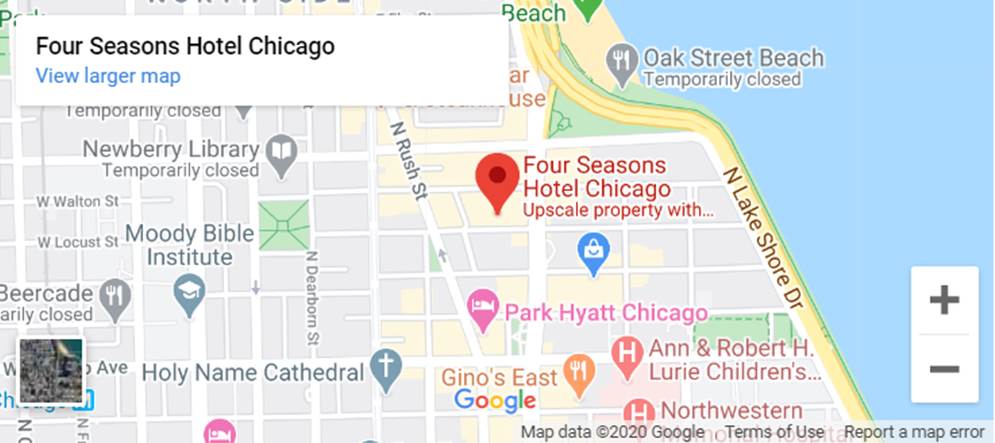 NORTH SIDE
Park
Beach
Four Seasons Hotel Chicago
View larger map
Oak Street Beach
Temporarily closed
Temporarily closed
Newberry Library
Temporarily closed
N Rush St
Four Seasons
Hotel Chicago
Upscale property with...
N Lake Shore Dr
W Walton St
W Locust St
Moody Bible
Institute
N Dearborn St
Beercade
arily closed
Park Hyatt Chicago
Ann & Robert H.
Lurie Children's...
Ave
Holy Name Cathedral
Gino's East
Google
Northwestern
Map data ©2020 Google
Terms of Use
Report a map error